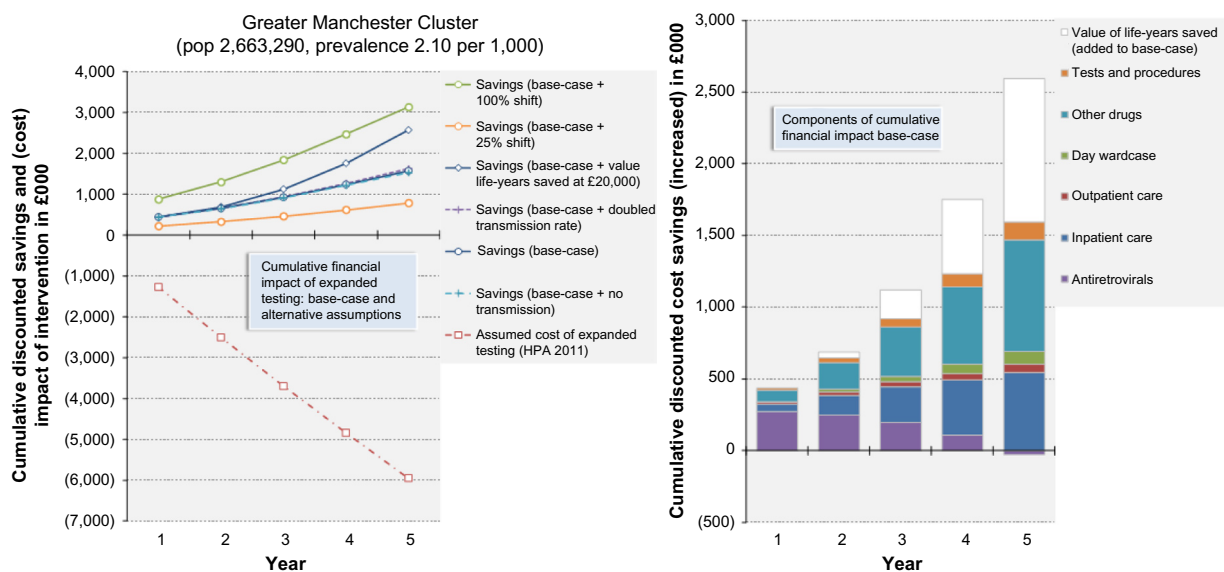 Greater Manchester Cluster
(pop 2,663,290, prevalence 2.10 per 1,000)
Cumulative discounted savings and (cost)
impact of intervention in £000
4,000
3,000
2,000
1,000
0
(1,000)
(2,000)
(3,000)
(4,000)
(5,000)
(6,000)
(7,000)
Cumulative financial
impact of expanded
testing: base-case and
alternative assumptions
1 2 3 4 5
Year
Savings (base-case +
100% shift)
Savings (base-case +
25% shift)
Savings (base-case + value
life-years saved at £20,000)
Savings (base-case + doubled
transmission rate)
Savings (base-case)
Savings (base-case + no
transmission)
Assumed cost of expanded
testing (HPA 2011)
Cumulative discounted cost savings (increased) in £000
3,000
2,500
2,000
1,500
1,000
500
0
(500)
Components of cumulative
financial impact base-case
1 2 3 4 5
Year
Value of life-years saved
(added to base-case)
Tests and procedures
Other drugs
Day wardcase
Outpatient care
Inpatient care
Antiretrovirals